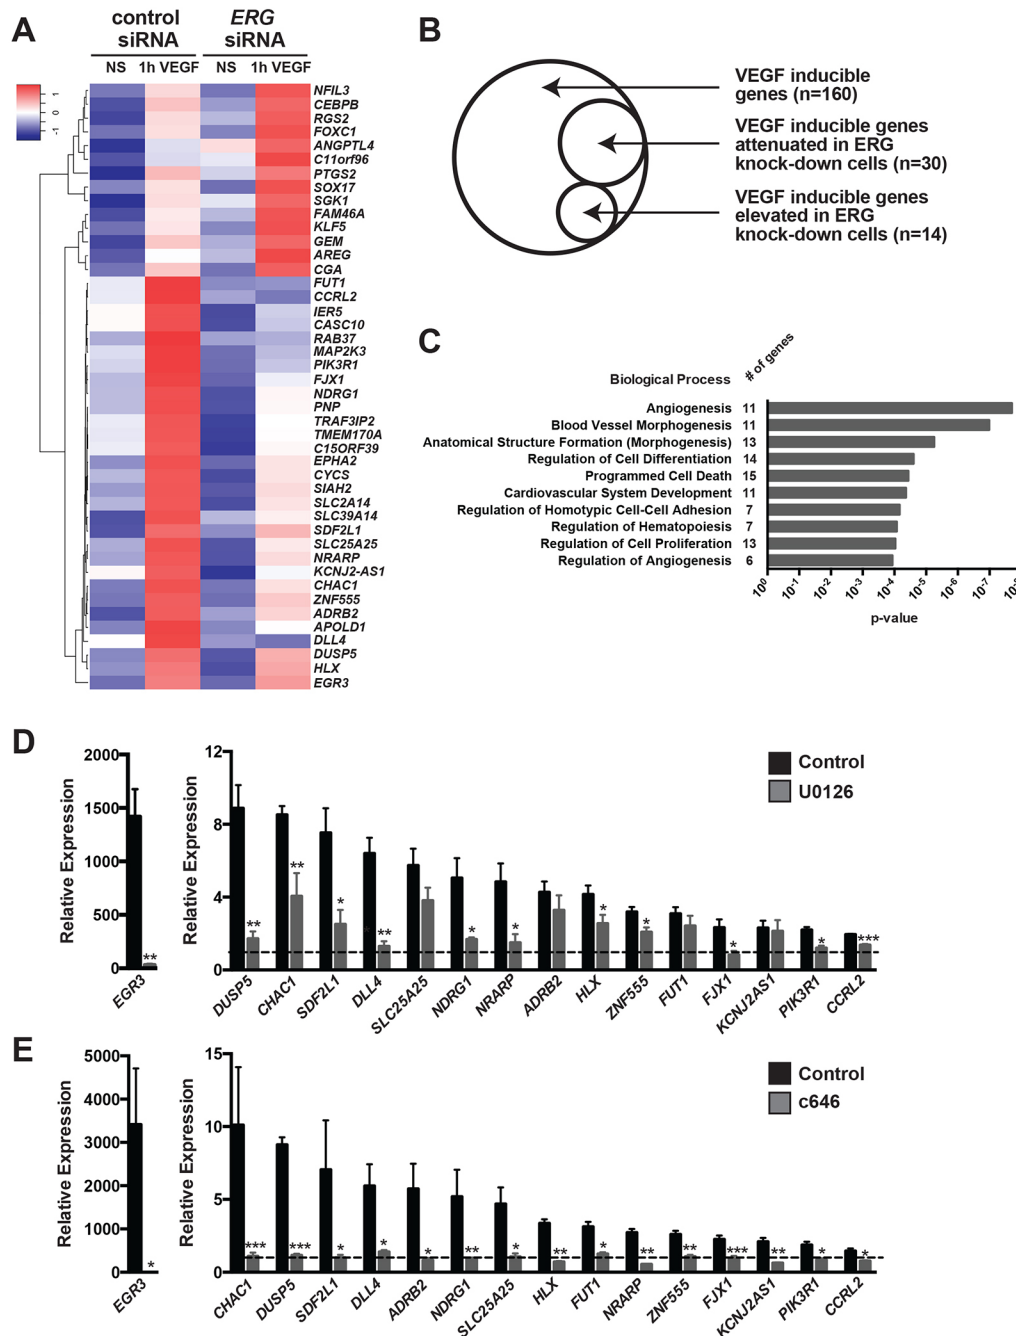 A
control
siRNA
ERG
siRNA
NS
1h VEGF
NS
1h VEGF
1
0
-1
NFIL3
CEBPB
RGS2
FOXC1
ANGPTL4
C11orf96
PTGS2
SOX17
SGK1
FAM46A
KLF5
GEM
AREG
CGA
FUT1
CCRL2
IER5
CASC10
RAB37
MAP2K3
PIK3R1
FJX1
NDRG1
PNP
TRAF3IP2
TMEM170A
C15ORF39
EPHA2
CYCS
SIAH2
SLC2A14
SLC39A14
SDF2L1
SLC25A25
NRARP
KCNJ2-AS1
CHAC1
ZNF555
ADRB2
APOLD1
DLL4
DUSP5
HLX
EGR3
B
VEGF inducible
genes (n=160)
VEGF inducible genes
attenuated in ERG
knock-down cells (n=30)
VEGF inducible genes
elevated in ERG
knock-down cells (n=14)
C
Biological Process
# of genes
Angiogenesis 11
Blood Vessel Morphogenesis 11
Anatomical Structure Formation (Morphogenesis) 13
Regulation of Cell Differentiation 14
Programmed Cell Death 15
Cardiovascular System Development 11
Regulation of Homotypic Cell-Cell Adhesion 7
Regulation of Hematopoiesis 7
Regulation of Cell Proliferation 13
Regulation of Angiogenesis 6
10⁰ 10⁻¹ 10⁻² 10⁻³ 10⁻⁴ 10⁻⁵ 10⁻⁶ 10⁻⁷
p-value
D
Relative Expression
2000
1500
1000
500
0
**
EGR3
Relative Expression
12
8
4
0
Control
U0126
** ** * * ** * * * * * * ***
DUSP5 CHAC1 SDF2L1 DLL4 SLC25A25 NDRG1 NRARP ADRB2 HLX ZNF555 FUT1 FJX1 KCNJ2AS1 PIK3R1 CCRL2
E
Relative Expression
5000
4000
3000
2000
1000
0
*
EGR3
Relative Expression
15
10
5
0
Control
c646
*** *** * * * ** * ** * ** ** *** ** * *
CHAC1 DUSP5 SDF2L1 DLL4 ADRB2 NDRG1 SLC25A25 HLX FUT1 NRARP ZNF555 FJX1 KCNJ2AS1 PIK3R1 CCRL2